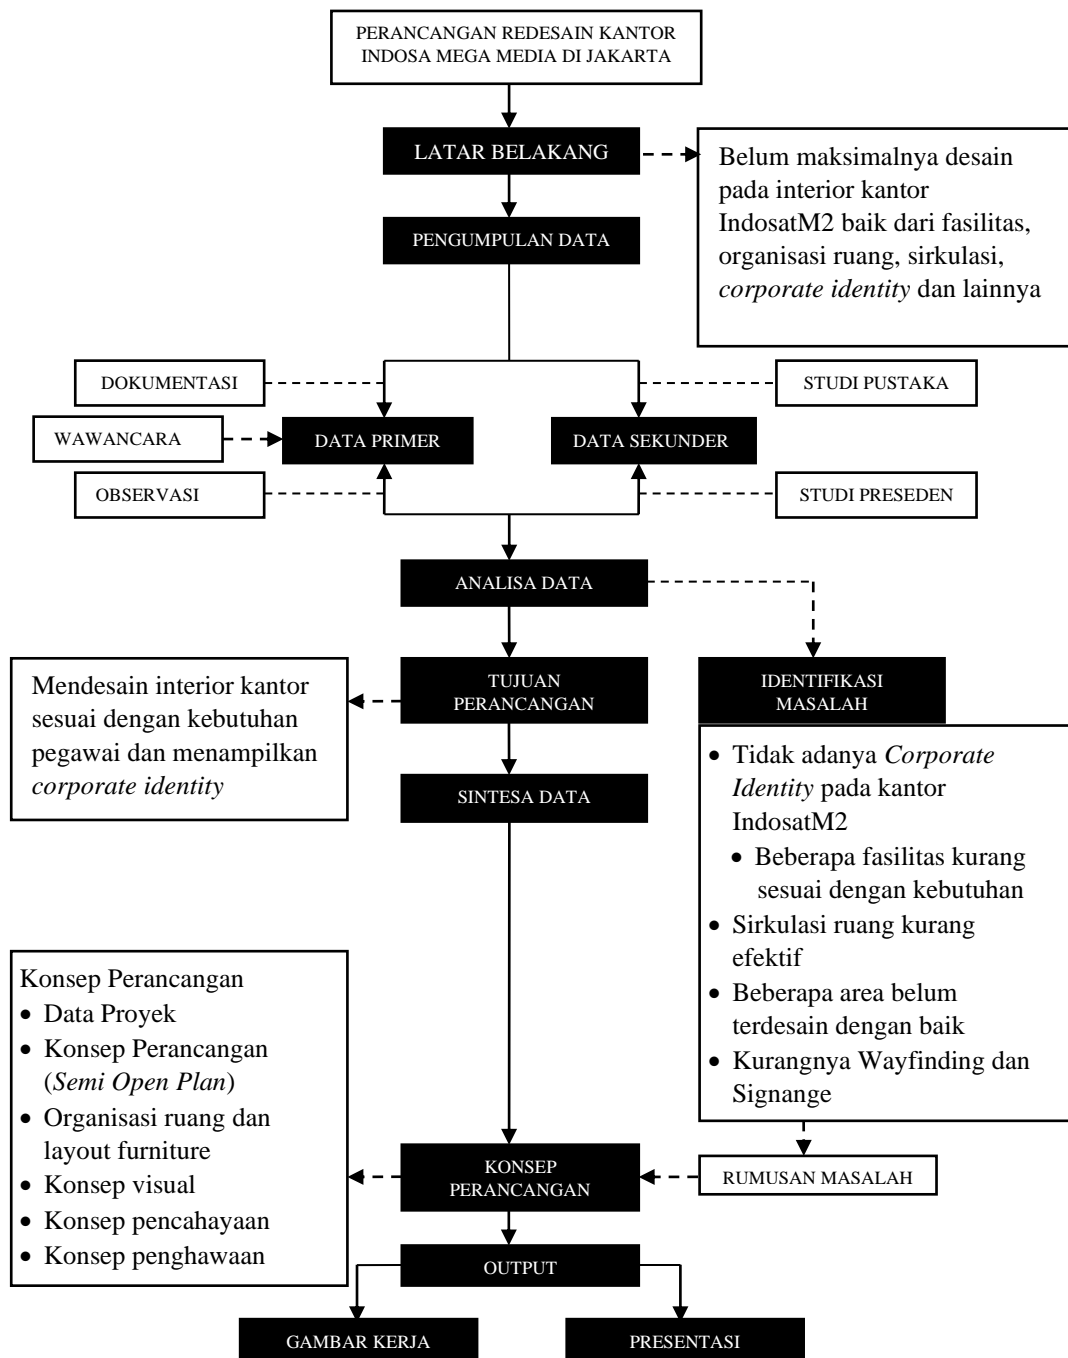 PERANCANGAN REDESAIN KANTOR
INDOSA MEGA MEDIA DI JAKARTA
LATAR BELAKANG
Belum maksimalnya desain
pada interior kantor
IndosatM2 baik dari fasilitas,
organisasi ruang, sirkulasi,
corporate identity dan lainnya
PENGUMPULAN DATA
DOKUMENTASI
STUDI PUSTAKA
WAWANCARA
DATA PRIMER
DATA SEKUNDER
OBSERVASI
STUDI PRESEDEN
ANALISA DATA
TUJUAN
PERANCANGAN
IDENTIFIKASI
MASALAH
Mendesain interior kantor
sesuai dengan kebutuhan
pegawai dan menampilkan
corporate identity
SINTESA DATA
• Tidak adanya Corporate
Identity pada kantor
IndosatM2
• Beberapa fasilitas kurang
sesuai dengan kebutuhan
• Sirkulasi ruang kurang
efektif
• Beberapa area belum
terdesain dengan baik
• Kurangnya Wayfinding dan
Signange
Konsep Perancangan
• Data Proyek
• Konsep Perancangan
(Semi Open Plan)
• Organisasi ruang dan
layout furniture
• Konsep visual
• Konsep pencahayaan
• Konsep penghawaan
KONSEP
PERANCANGAN
RUMUSAN MASALAH
OUTPUT
GAMBAR KERJA
PRESENTASI